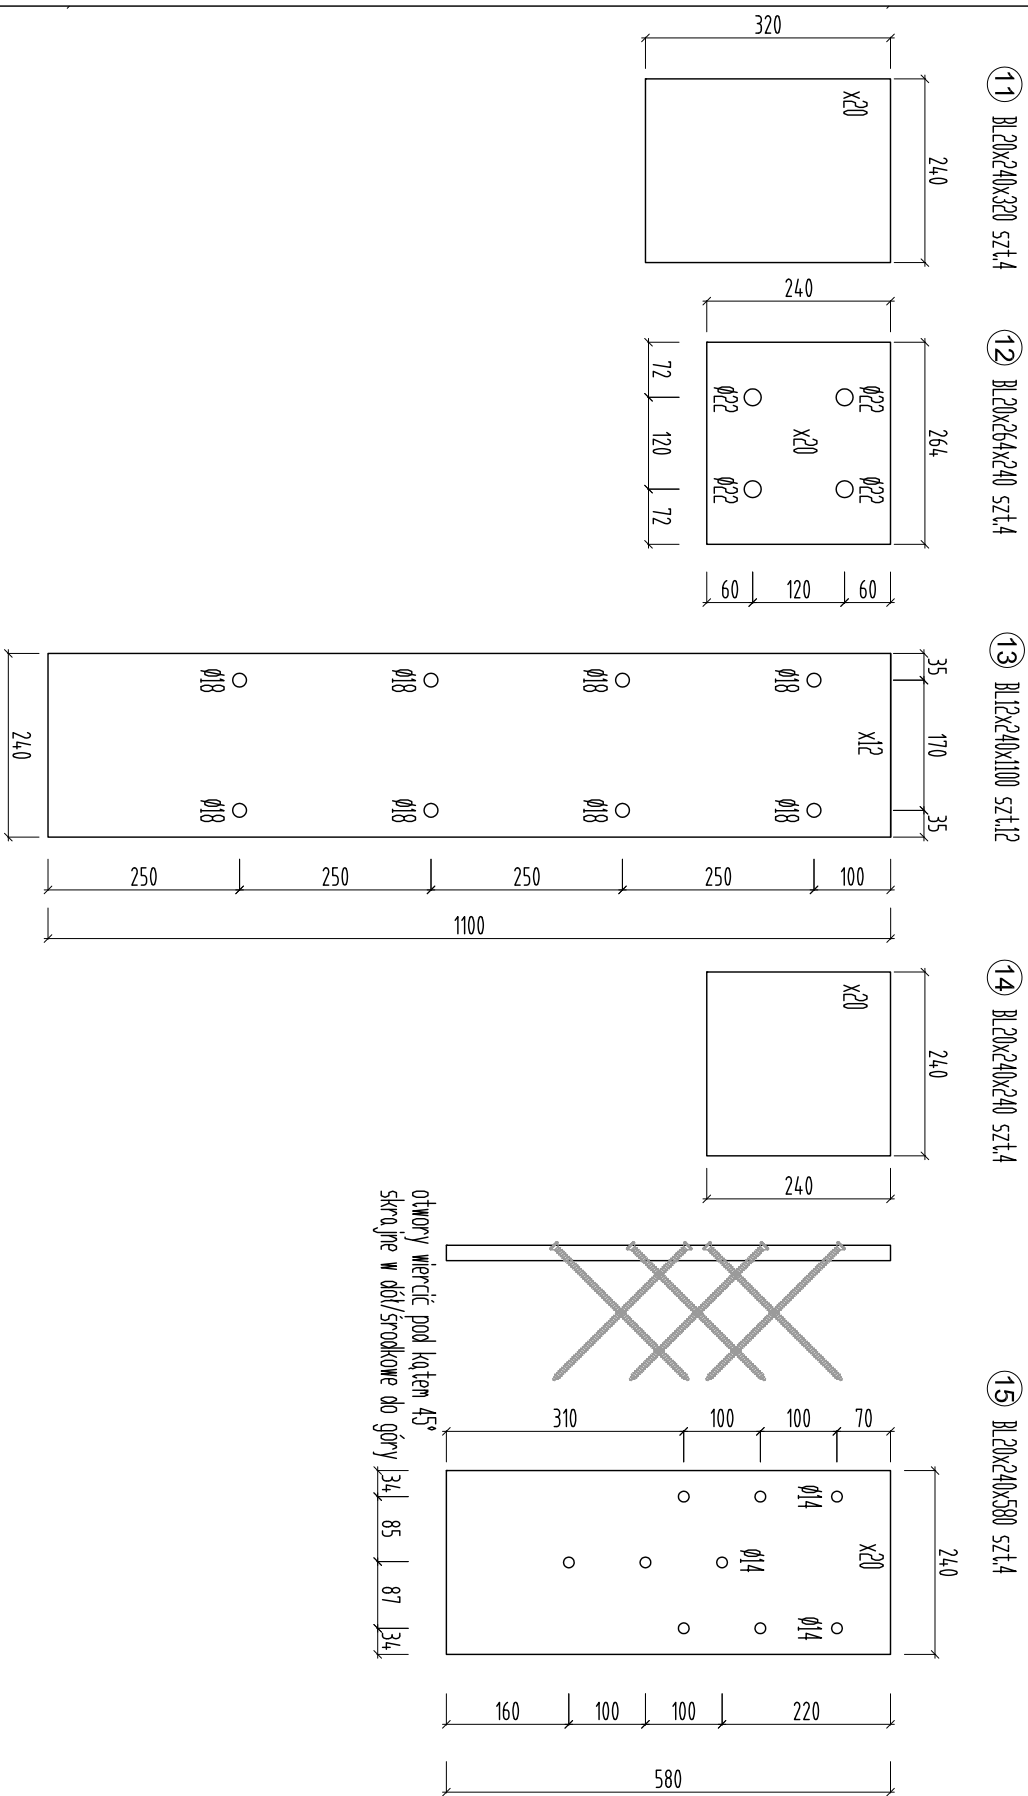 11 BL20x240x320 szt.4
320
240
x20
12 BL20x264x240 szt.4
240
264
Ø22
Ø22
Ø22
Ø22
x20
72
120
72
60
120
60
13 BL12x240x1100 szt.12
35
170
35
x12
Ø18
Ø18
Ø18
Ø18
Ø18
Ø18
Ø18
Ø18
240
250
250
250
250
100
1100
14 BL20x240x240 szt.4
240
x20
240
15 BL20x240x580 szt.4
otwory wiercić pod kątem 45°
skrajne w dół/środkowe do góry
310
100
100
70
240
x20
Ø14
Ø14
Ø14
34
85
87
34
160
100
100
220
580